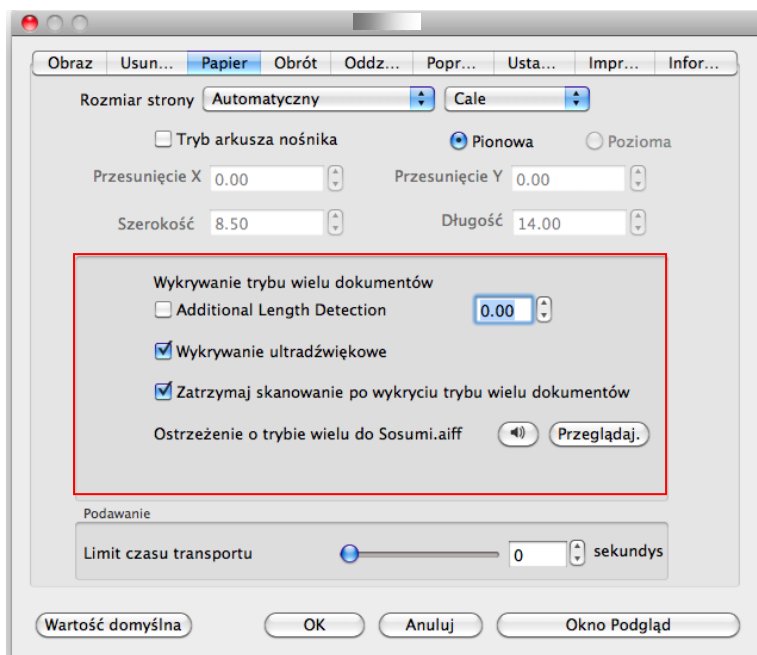 Obraz Usun... Papier Obrót Oddz... Popr... Usta... Impr... Infor...
Rozmiar strony Automatyczny Cale
Tryb arkusza nośnika Pionowa Pozioma
Przesunięcie X 0.00 Przesunięcie Y 0.00
Szerokość 8.50 Długość 14.00
Wykrywanie trybu wielu dokumentów
Additional Length Detection 0.00
Wykrywanie ultradźwiękowe
Zatrzymaj skanowanie po wykryciu trybu wielu dokumentów
Ostrzeżenie o trybie wielu do Sosumi.aiff Przeglądaj.
Podawanie
Limit czasu transportu 0 sekundys
Wartość domyślna OK Anuluj Okno Podgląd